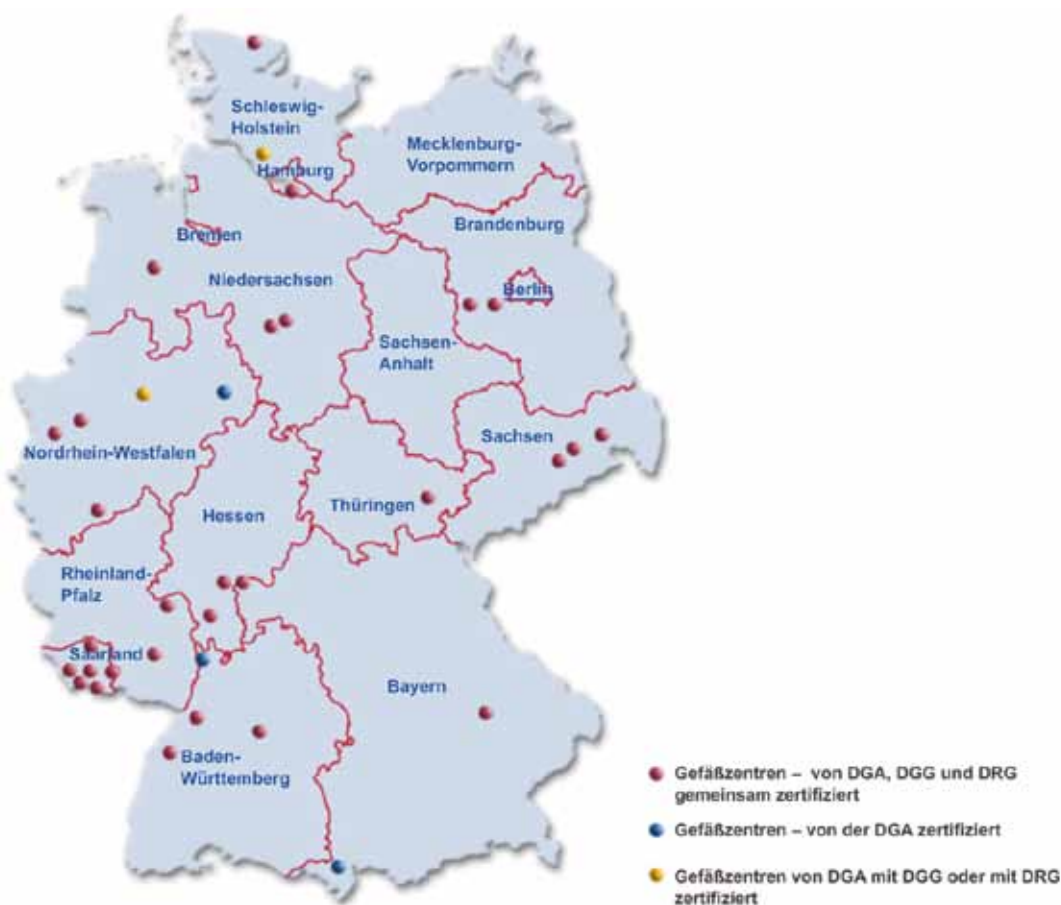 Schleswig-
Holstein
Mecklenburg-
Vorpommern
Hamburg
Brandenburg
Bremen
Niedersachsen
Berlin
Sachsen-
Anhalt
Sachsen
Nordrhein-Westfalen
Thüringen
Hessen
Rheinland-
Pfalz
Saarland
Bayern
Baden-
Württemberg
Gefäßzentren – von DGA, DGG und DRG
gemeinsam zertifiziert
Gefäßzentren – von der DGA zertifiziert
Gefäßzentren von DGA mit DGG oder mit DRG
zertifiziert